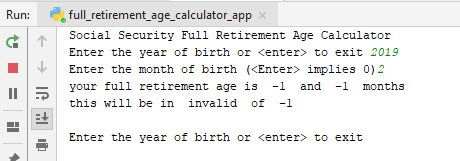 Run: full_retirement_age_calculator_app ×
Social Security Full Retirement Age Calculator
Enter the year of birth or <enter> to exit 2019
Enter the month of birth (<Enter> implies 0)2
your full retirement age is  -1  and  -1  months
this will be in  invalid  of  -1
Enter the year of birth or <enter> to exit